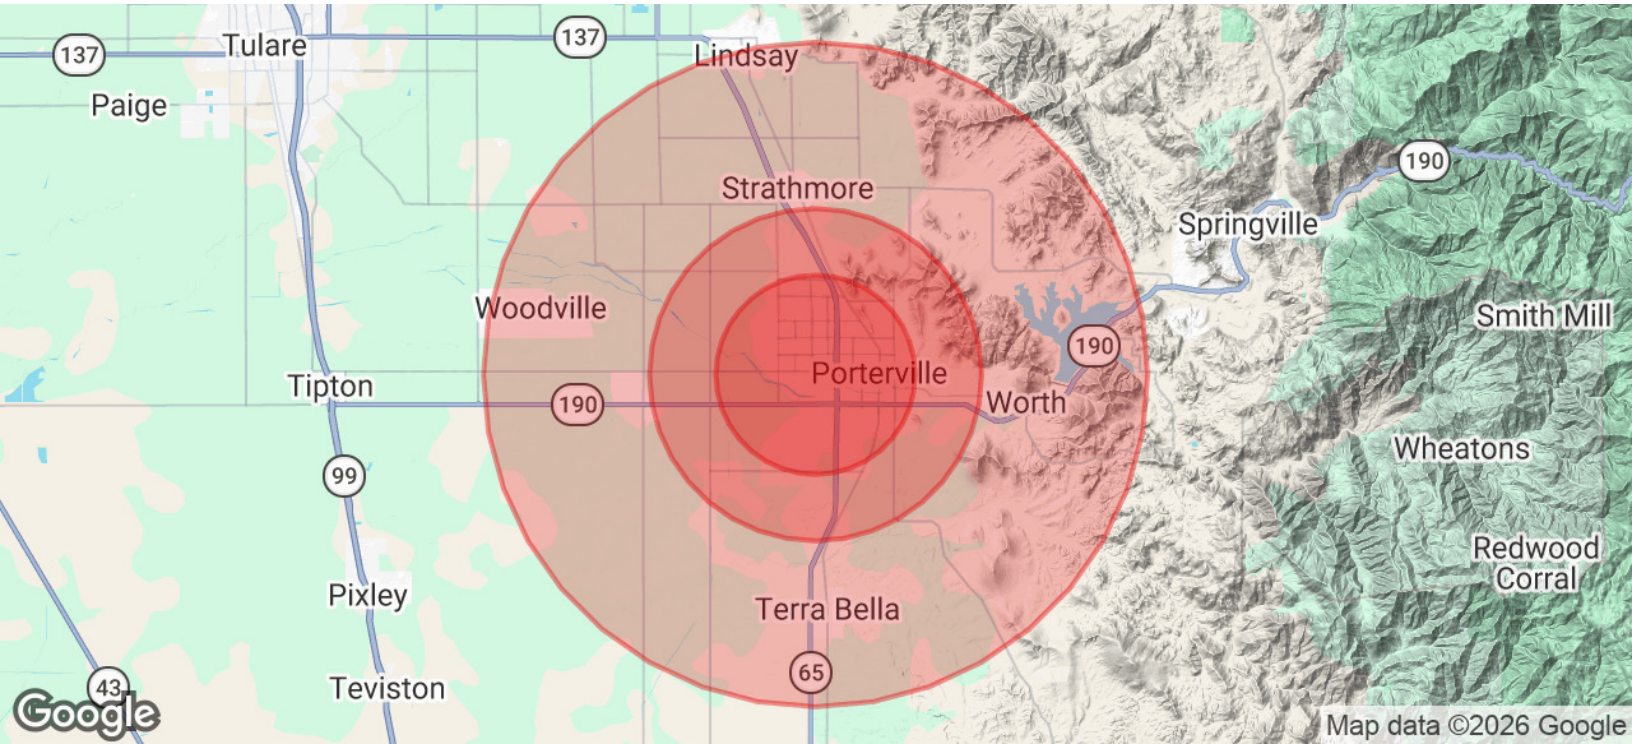 137
Tulare
137
Lindsay
Paige
190
Strathmore
Springville
Woodville
Smith Mill
190
Porterville
Tipton
190
Worth
Wheatons
99
Redwood
Corral
Pixley
Terra Bella
65
43
Teviston
Google
Map data ©2026 Google